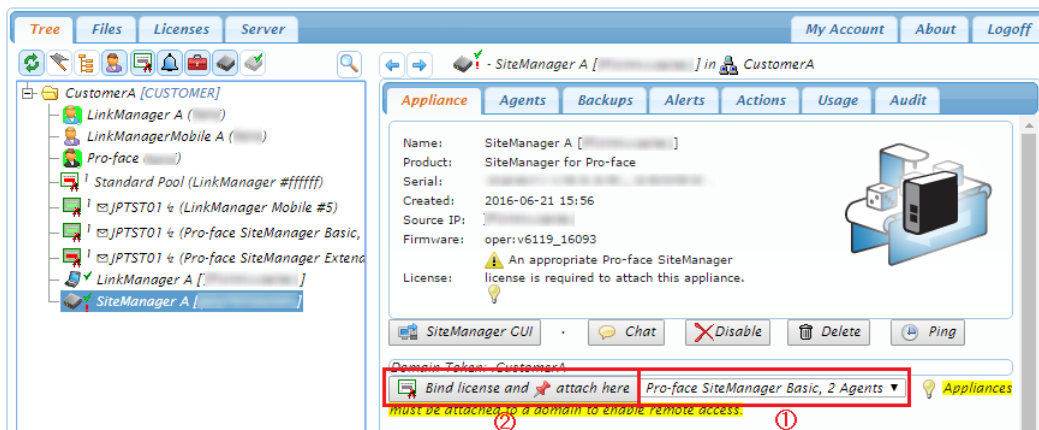 Tree Files Licenses Server My Account About Logoff
- SiteManager A [ ] in CustomerA
CustomerA [CUSTOMER]
LinkManager A ( )
LinkManagerMobile A ( )
Pro-face )
1 Standard Pool (LinkManager #ffffff)
1 JPTST01 (LinkManager Mobile #5)
1 JPTST01 (Pro-face SiteManager Basic,
1 JPTST01 (Pro-face SiteManager Extend
LinkManager A [ ]
SiteManager A [ ]
Appliance Agents Backups Alerts Actions Usage Audit
Name: SiteManager A [ ]
Product: SiteManager for Pro-face
Serial:
Created: 2016-06-21 15:56
Source IP:
Firmware: oper:v6119_16093
An appropriate Pro-face SiteManager
License: license is required to attach this appliance.
SiteManager GUI · Chat Disable Delete Ping
Domain Token: CustomerA
Bind license and attach here Pro-face SiteManager Basic, 2 Agents ▼ Appliances
must be attached to a domain to enable remote access.
② ①